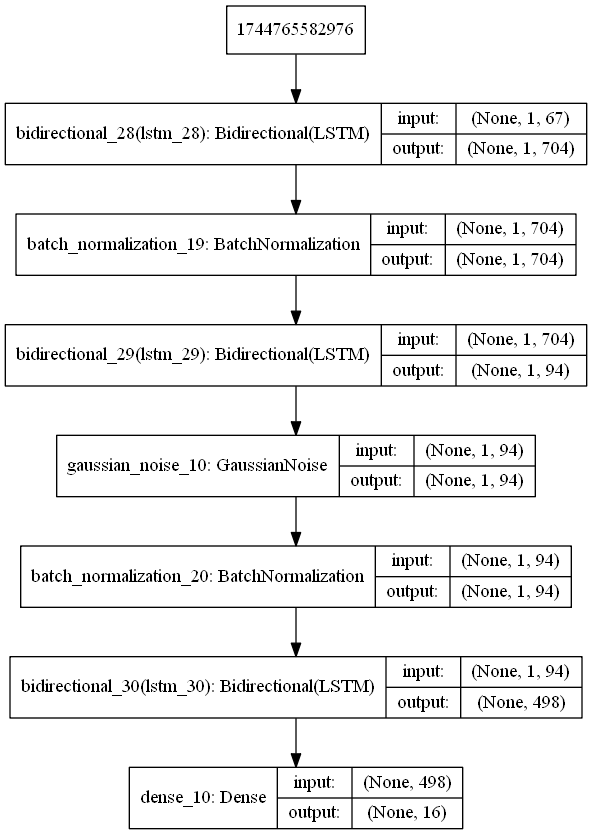 1744765582976
bidirectional_28(lstm_28): Bidirectional(LSTM)
input: (None, 1, 67)
output: (None, 1, 704)
batch_normalization_19: BatchNormalization
input: (None, 1, 704)
output: (None, 1, 704)
bidirectional_29(lstm_29): Bidirectional(LSTM)
input: (None, 1, 704)
output: (None, 1, 94)
gaussian_noise_10: GaussianNoise
input: (None, 1, 94)
output: (None, 1, 94)
batch_normalization_20: BatchNormalization
input: (None, 1, 94)
output: (None, 1, 94)
bidirectional_30(lstm_30): Bidirectional(LSTM)
input: (None, 1, 94)
output: (None, 498)
dense_10: Dense
input: (None, 498)
output: (None, 16)